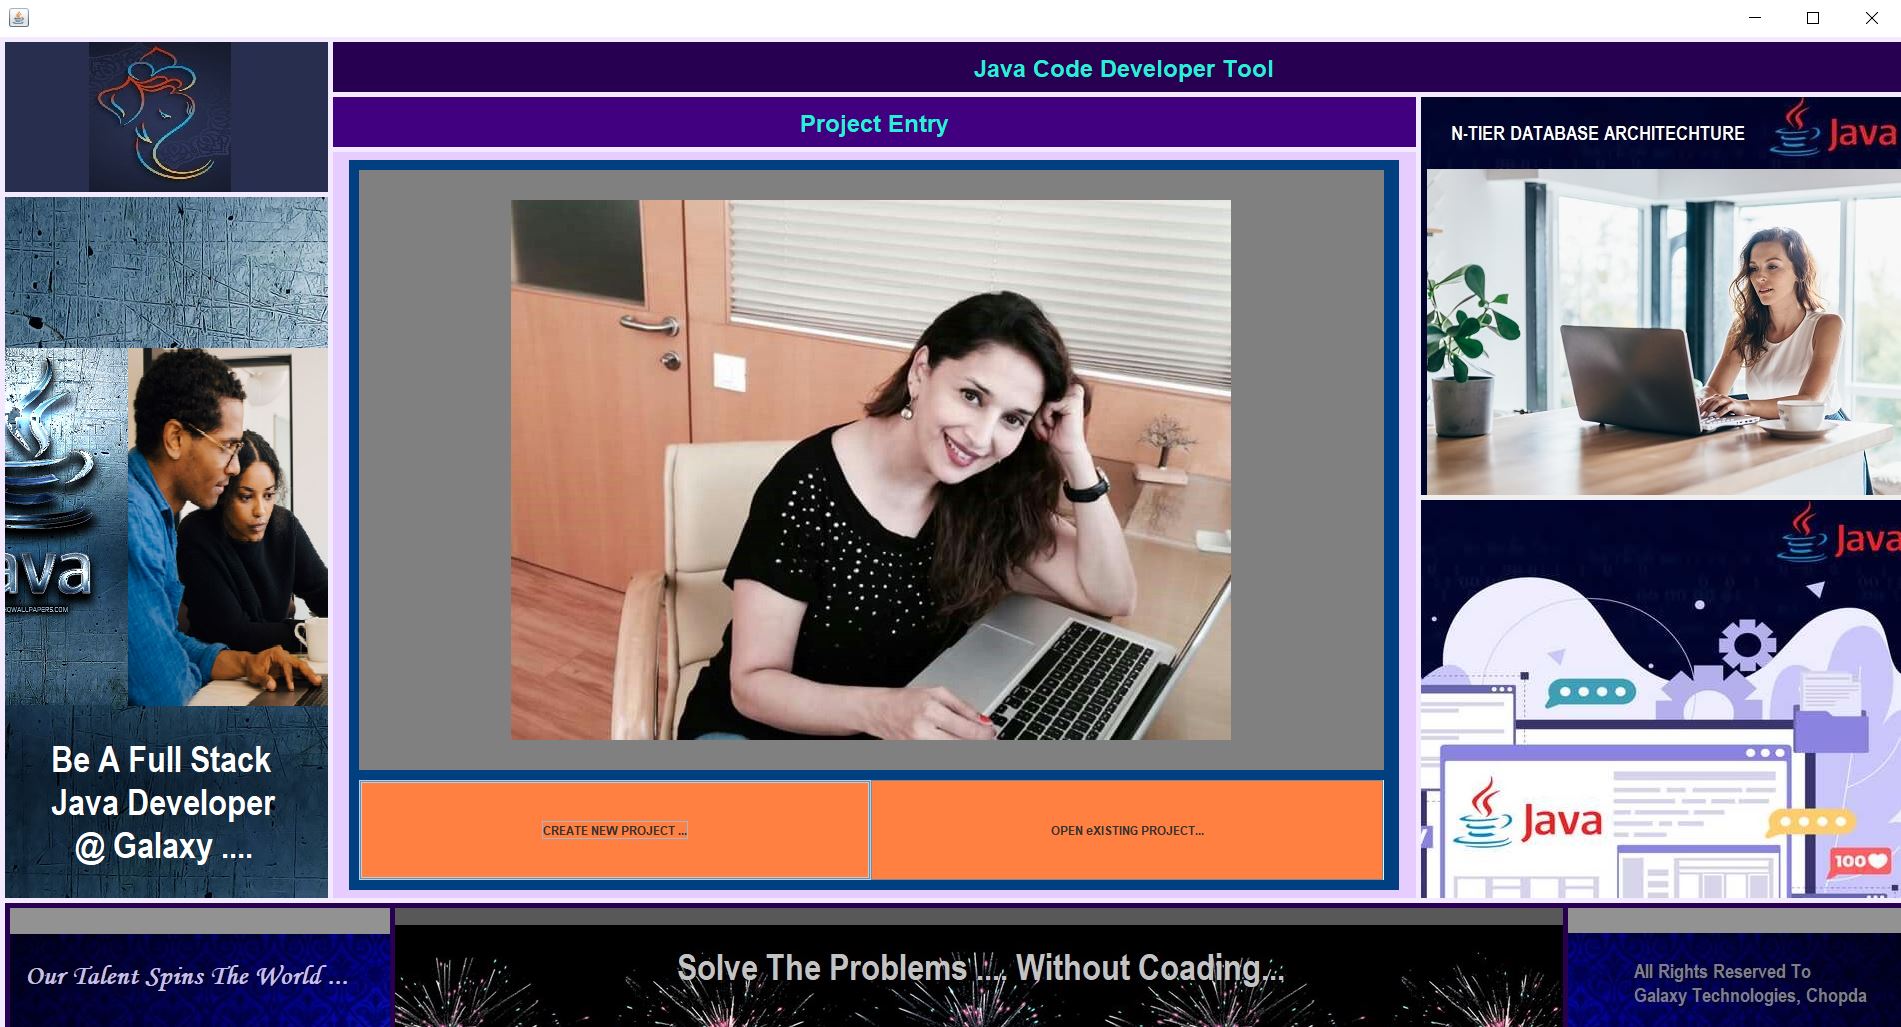 Java Code Developer Tool
Project Entry
N-TIER DATABASE ARCHITECHTURE
Java
ava
Java
Java
100
Be A Full Stack
Java Developer
@ Galaxy ....
CREATE NEW PROJECT ...
OPEN eXISTING PROJECT...
Our Talent Spins The World ...
Solve The Problems .... Without Coading...
All Rights Reserved To
Galaxy Technologies, Chopda